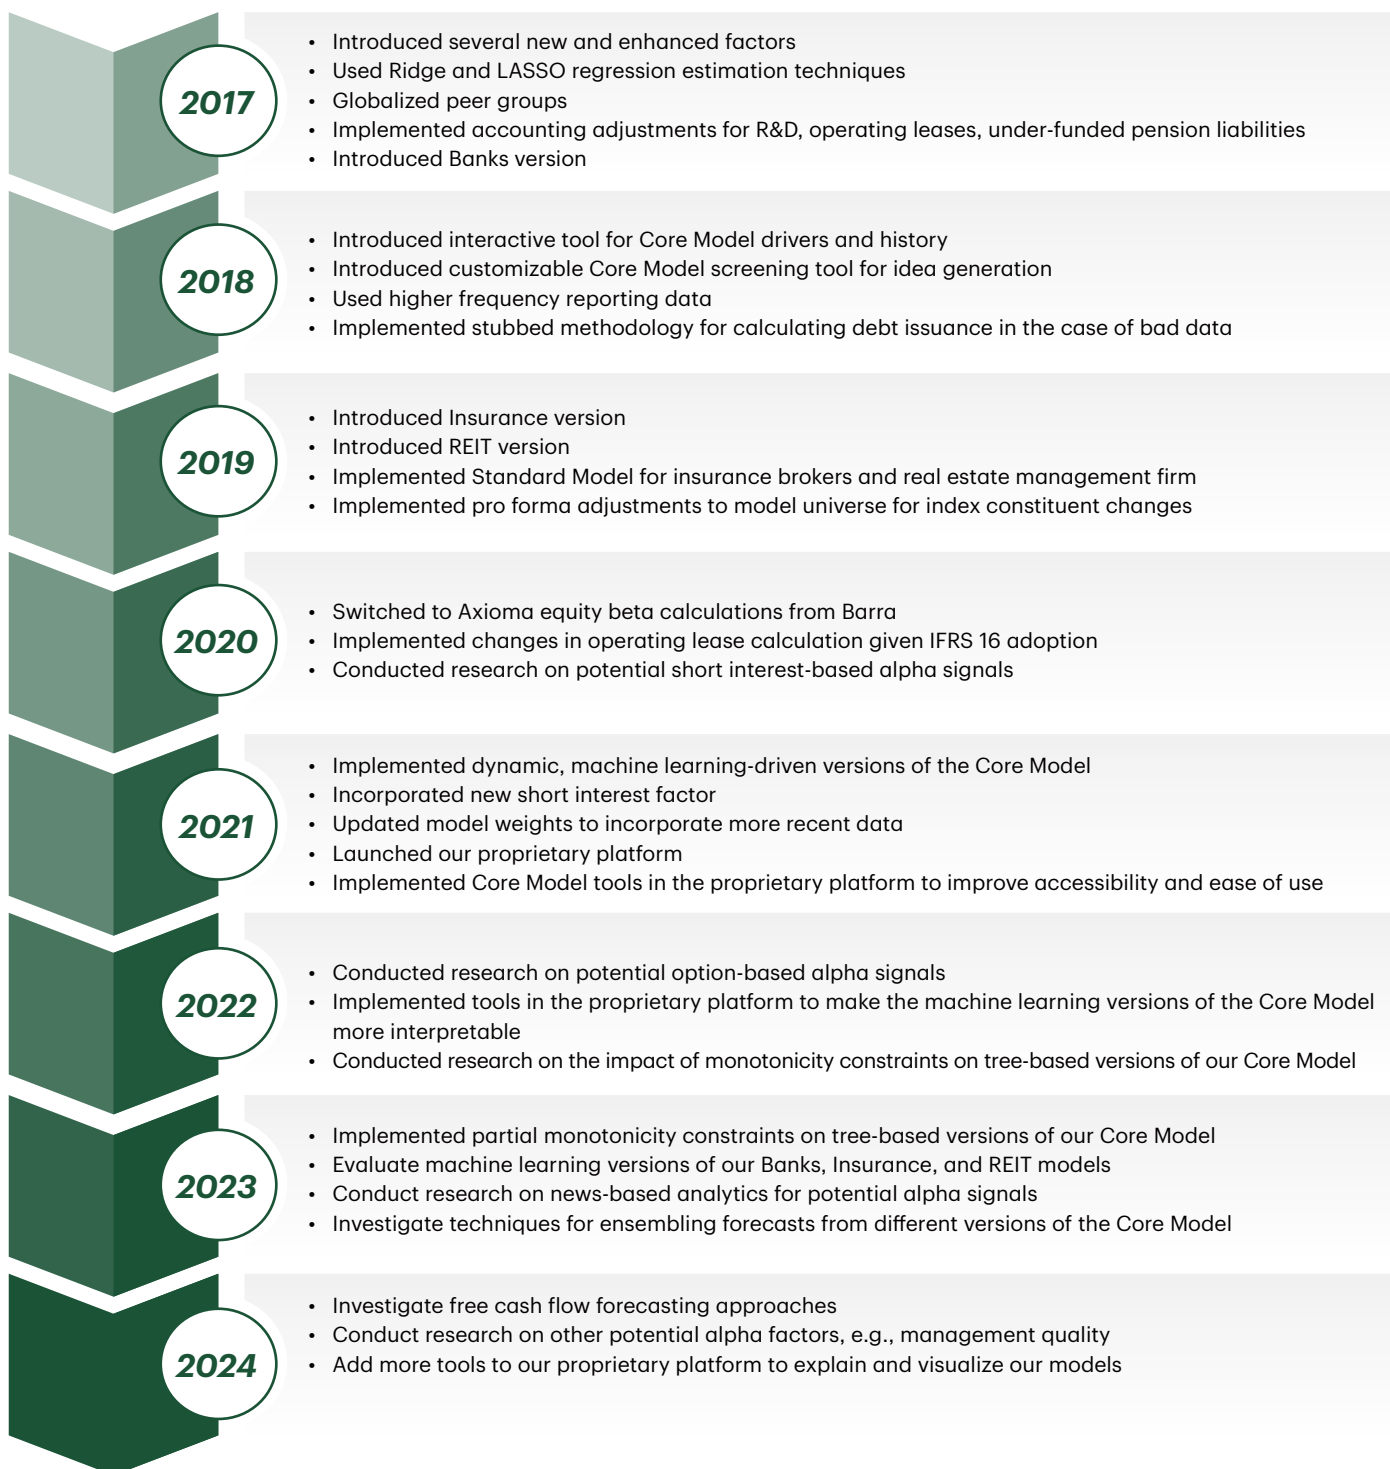 2017
• Introduced several new and enhanced factors
• Used Ridge and LASSO regression estimation techniques
• Globalized peer groups
• Implemented accounting adjustments for R&D, operating leases, under-funded pension liabilities
• Introduced Banks version
2018
• Introduced interactive tool for Core Model drivers and history
• Introduced customizable Core Model screening tool for idea generation
• Used higher frequency reporting data
• Implemented stubbed methodology for calculating debt issuance in the case of bad data
2019
• Introduced Insurance version
• Introduced REIT version
• Implemented Standard Model for insurance brokers and real estate management firm
• Implemented pro forma adjustments to model universe for index constituent changes
2020
• Switched to Axioma equity beta calculations from Barra
• Implemented changes in operating lease calculation given IFRS 16 adoption
• Conducted research on potential short interest-based alpha signals
2021
• Implemented dynamic, machine learning-driven versions of the Core Model
• Incorporated new short interest factor
• Updated model weights to incorporate more recent data
• Launched our proprietary platform
• Implemented Core Model tools in the proprietary platform to improve accessibility and ease of use
2022
• Conducted research on potential option-based alpha signals
• Implemented tools in the proprietary platform to make the machine learning versions of the Core Model
more interpretable
• Conducted research on the impact of monotonicity constraints on tree-based versions of our Core Model
2023
• Implemented partial monotonicity constraints on tree-based versions of our Core Model
• Evaluate machine learning versions of our Banks, Insurance, and REIT models
• Conduct research on news-based analytics for potential alpha signals
• Investigate techniques for ensembling forecasts from different versions of the Core Model
2024
• Investigate free cash flow forecasting approaches
• Conduct research on other potential alpha factors, e.g., management quality
• Add more tools to our proprietary platform to explain and visualize our models